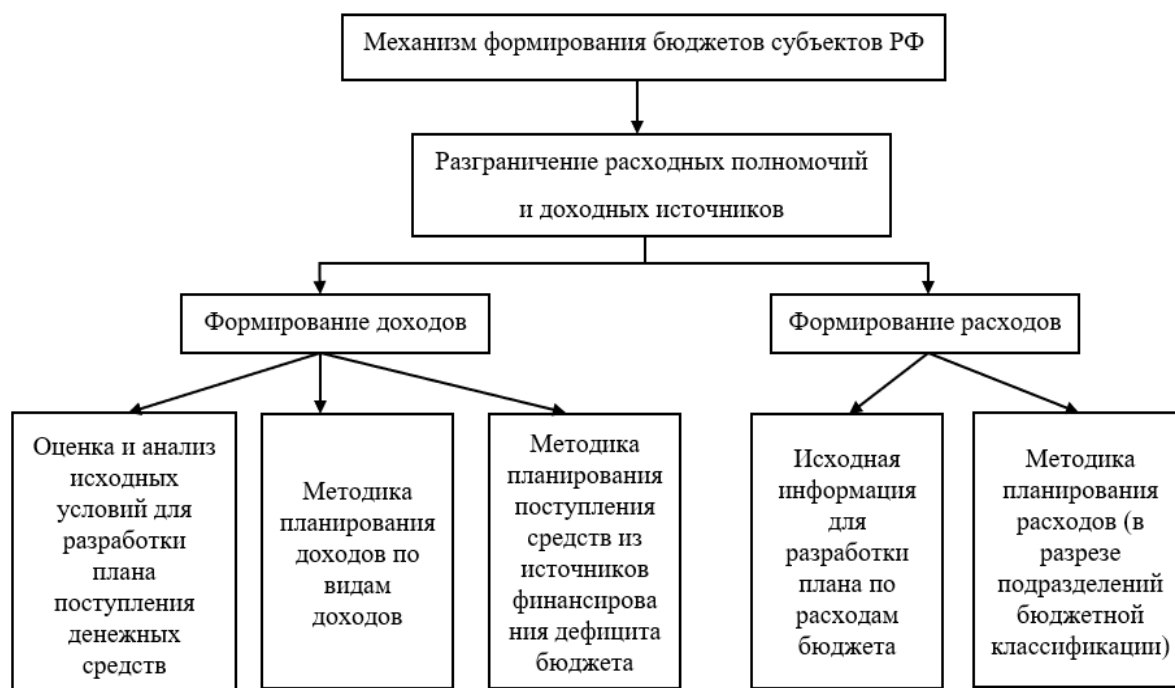 Механизм формирования бюджетов субъектов РФ
Разграничение расходных полномочий
и доходных источников
Формирование доходов
Формирование расходов
Оценка и анализ
исходных
условий для
разработки
плана
поступления
денежных
средств
Методика
планирования
доходов по
видам
доходов
Методика
планирования
поступления
средств из
источников
финансирова
ния дефицита
бюджета
Исходная
информация
для
разработки
плана по
расходам
бюджета
Методика
планирования
расходов (в
разрезе
подразделений
бюджетной
классификации)